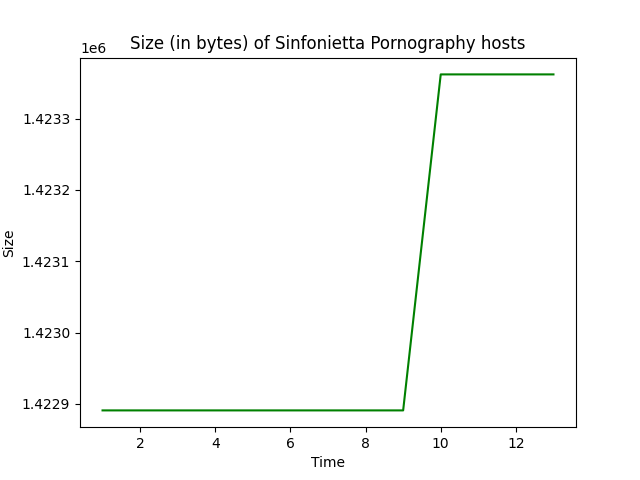 Size (in bytes) of Sinfonietta Pornography hosts
1e6
1.4233
1.4232
1.4231
1.4230
1.4229
Size
2 4 6 8 10 12
Time